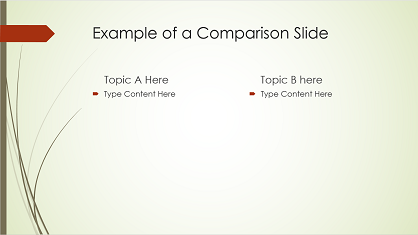 Example of a Comparison Slide
Topic A Here
Type Content Here
Topic B here
Type Content Here